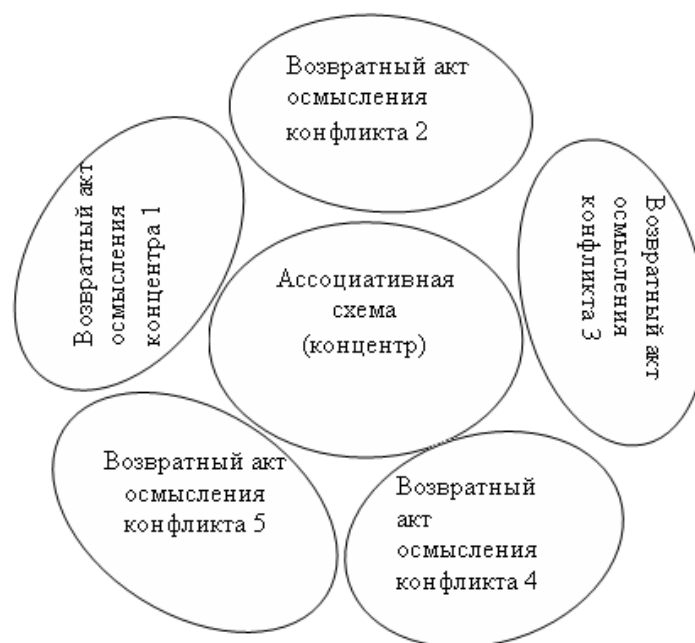 Возвратный акт
осмысления
конфликта 2
Возвратный акт
осмысления
концентра 1
Возвратный акт
осмысления
конфликта 3
Ассоциативная
схема
(концентр)
Возвратный акт
осмысления
конфликта 5
Возвратный
акт
осмысления
конфликта 4